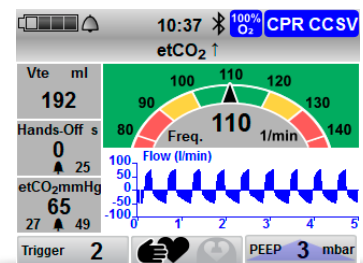 10:37 100% O₂ CPR CCSV
etCO₂ ↑
Vte ml
192
Hands-Off s
0
25
etCO₂mmHg
65
27 49
80 90 100 110 120 130 140
Freq. 110 1/min
Flow (l/min)
100
50
0
-50
-100
0 1' 2' 3' 4' 5'
Trigger 2
PEEP 3 mbar